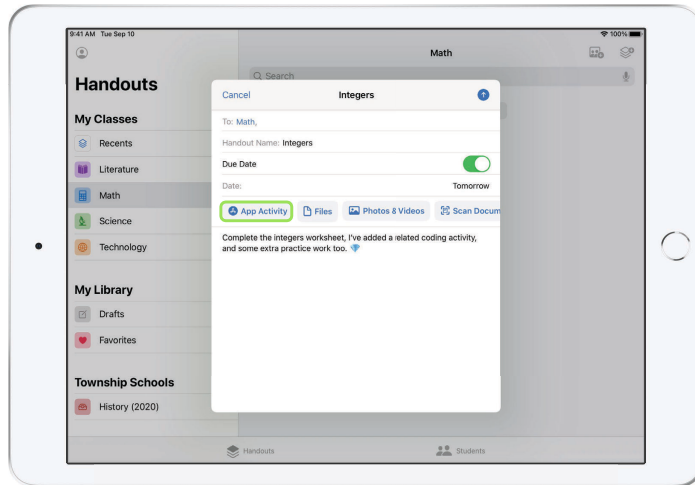 9:41 AM Tue Sep 10
100%
Math
Handouts
Search
My Classes
Recents
Literature
Math
Science
Technology
My Library
Drafts
Favorites
Township Schools
History (2020)
Cancel
Integers
To: Math,
Handout Name: Integers
Due Date
Date:
Tomorrow
App Activity
Files
Photos & Videos
Scan Docum
Complete the integers worksheet, I've added a related coding activity,
and some extra practice work too. 💎
Handouts
Students